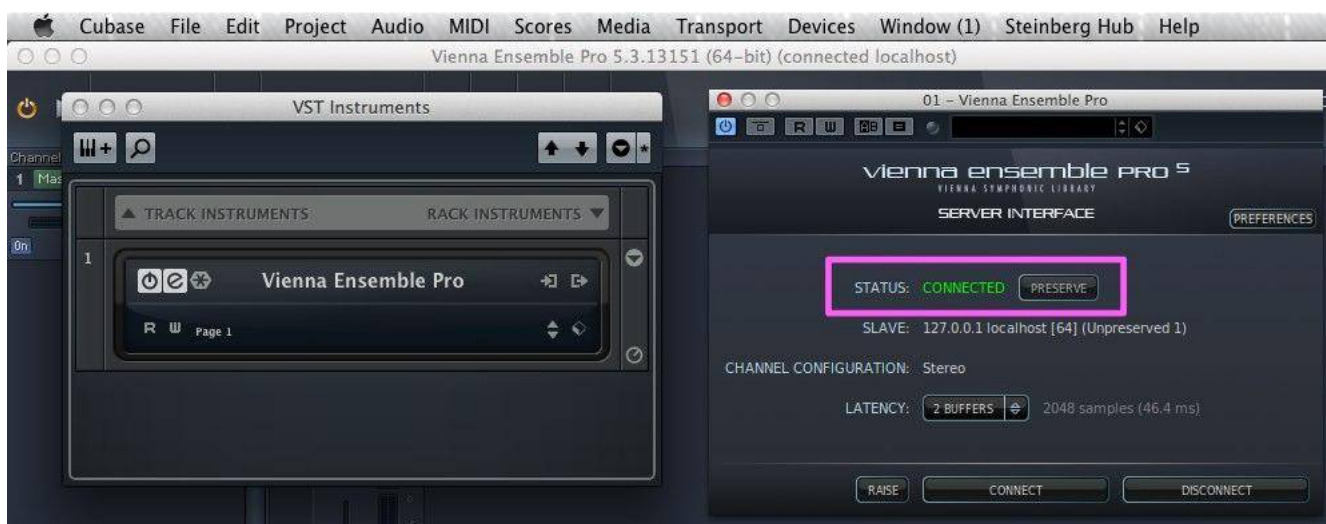 Cubase File Edit Project Audio MIDI Scores Media Transport Devices Window (1) Steinberg Hub Help
Vienna Ensemble Pro 5.3.13151 (64-bit) (connected localhost)
VST Instruments
Channel
1 Mas
On
TRACK INSTRUMENTS RACK INSTRUMENTS
1
Vienna Ensemble Pro
R W Page 1
01 - Vienna Ensemble Pro
R W AB
vienna ensemble PRO 5
VIENNA SYMPHONIC LIBRARY
SERVER INTERFACE
PREFERENCES
STATUS: CONNECTED PRESERVE
SLAVE: 127.0.0.1 localhost [64] (Unpreserved 1)
CHANNEL CONFIGURATION: Stereo
LATENCY: 2 BUFFERS 2048 samples (46.4 ms)
RAISE CONNECT DISCONNECT